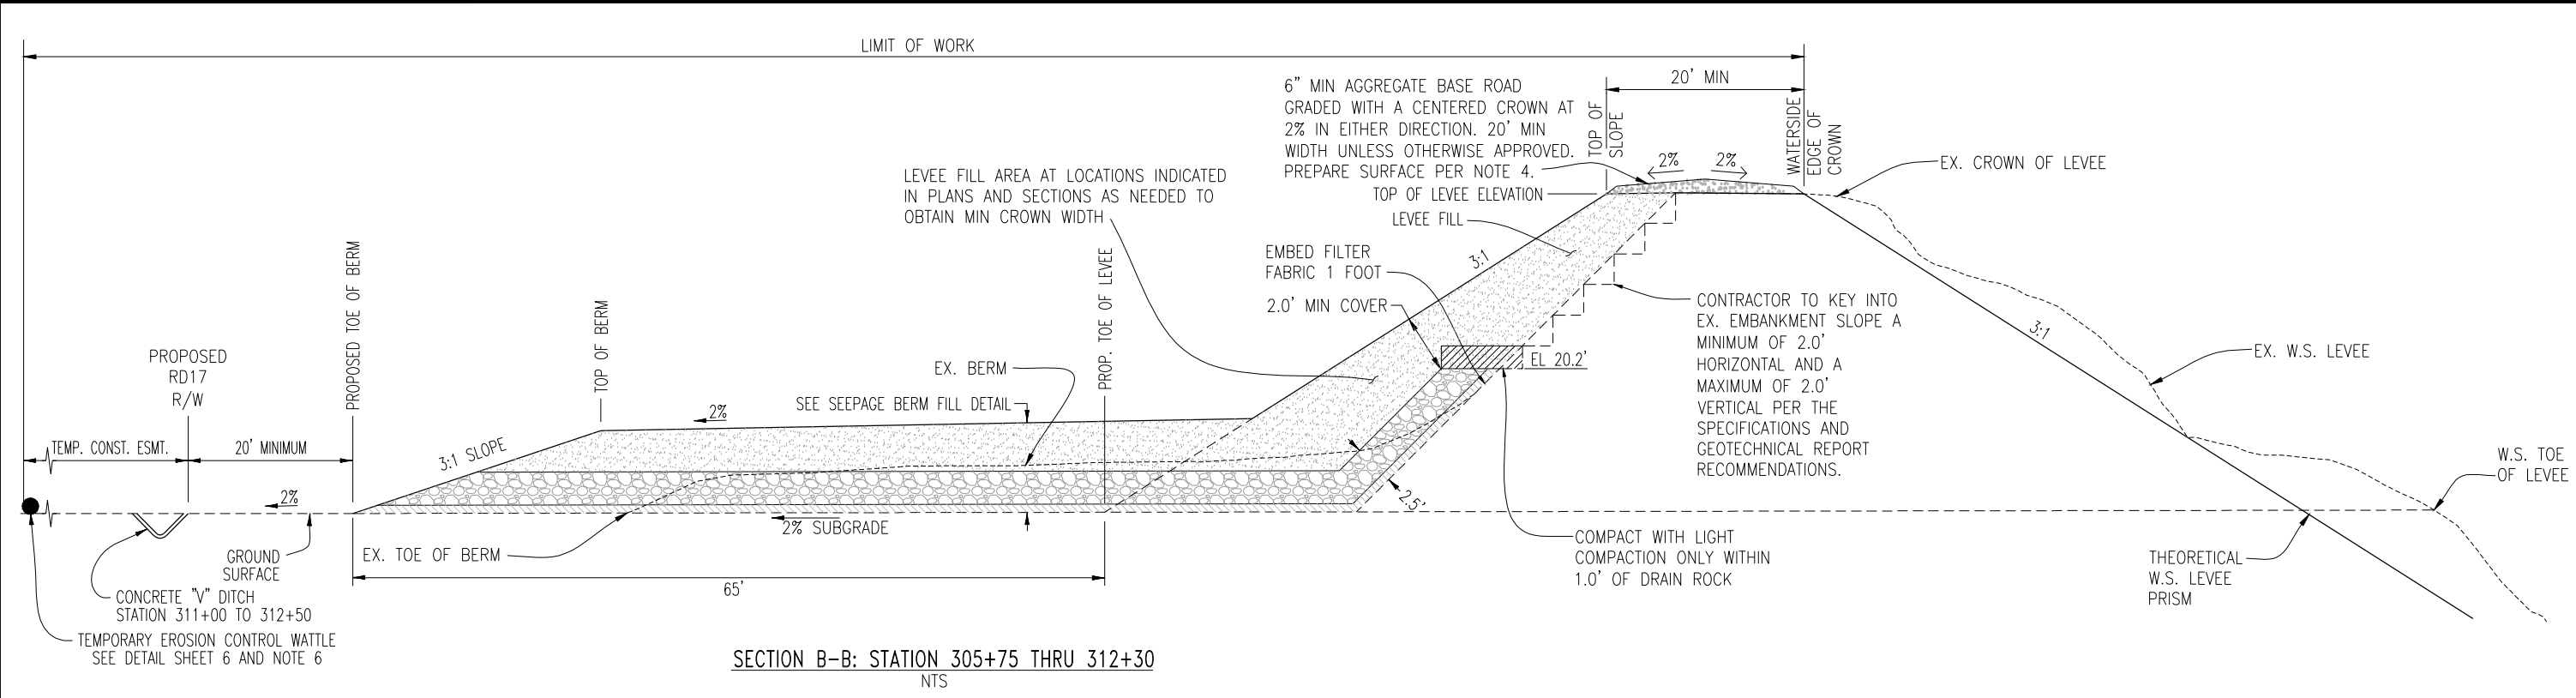 LIMIT OF WORK
6" MIN AGGREGATE BASE ROAD
GRADED WITH A CENTERED CROWN AT
2% IN EITHER DIRECTION. 20' MIN
WIDTH UNLESS OTHERWISE APPROVED.
PREPARE SURFACE PER NOTE 4.
20' MIN
TOP OF
SLOPE
WATERSIDE
EDGE OF
CROWN
2%
2%
EX. CROWN OF LEVEE
LEVEE FILL AREA AT LOCATIONS INDICATED
IN PLANS AND SECTIONS AS NEEDED TO
OBTAIN MIN CROWN WIDTH
TOP OF LEVEE ELEVATION
LEVEE FILL
EMBED FILTER
FABRIC 1 FOOT
2.0' MIN COVER
3:1
CONTRACTOR TO KEY INTO
EX. EMBANKMENT SLOPE A
MINIMUM OF 2.0'
HORIZONTAL AND A
MAXIMUM OF 2.0'
VERTICAL PER THE
SPECIFICATIONS AND
GEOTECHNICAL REPORT
RECOMMENDATIONS.
3:1
EX. W.S. LEVEE
PROPOSED
RD17
R/W
PROPOSED TOE OF BERM
TOP OF BERM
PROP. TOE OF LEVEE
EX. BERM
EL 20.2'
SEE SEEPAGE BERM FILL DETAIL
2%
TEMP. CONST. ESMT.
20' MINIMUM
3:1 SLOPE
W.S. TOE
OF LEVEE
2%
2.5'
2% SUBGRADE
GROUND
SURFACE
EX. TOE OF BERM
COMPACT WITH LIGHT
COMPACTION ONLY WITHIN
1.0' OF DRAIN ROCK
THEORETICAL
W.S. LEVEE
PRISM
65'
CONCRETE "V" DITCH
STATION 311+00 TO 312+50
TEMPORARY EROSION CONTROL WATTLE
SEE DETAIL SHEET 6 AND NOTE 6
SECTION B-B: STATION 305+75 THRU 312+30
NTS